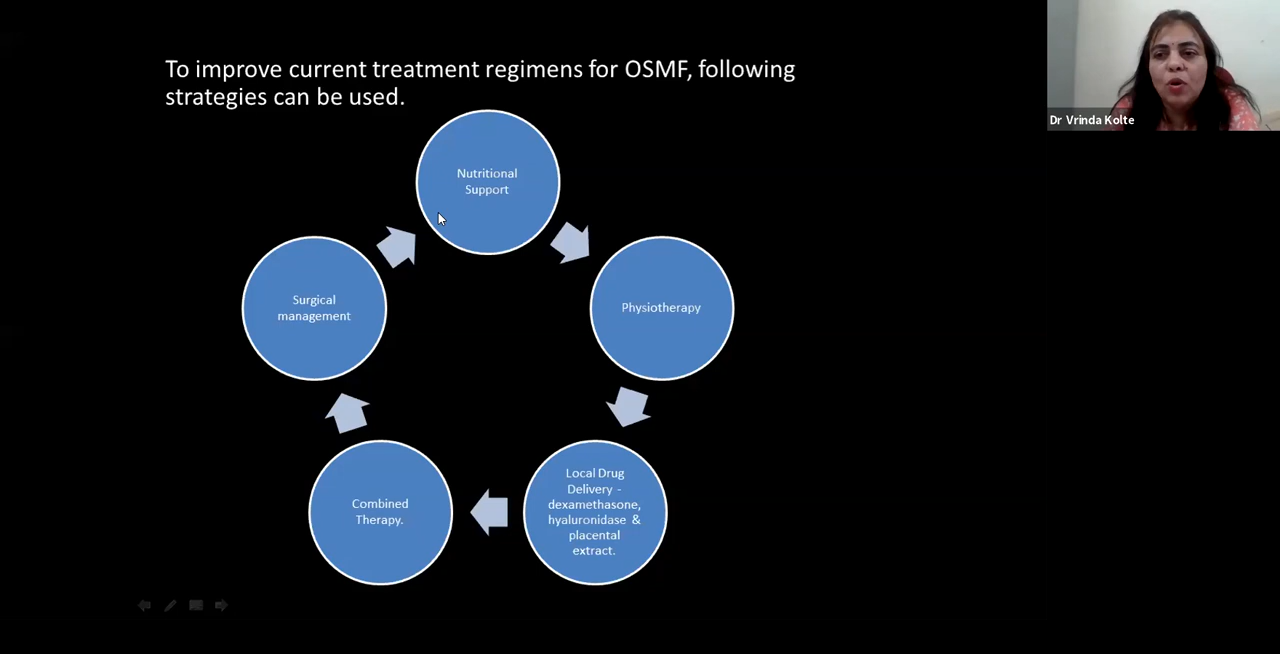 To improve current treatment regimens for OSMF, following
strategies can be used.
Dr Vrinda Kolte
Nutritional
Support
Physiotherapy
Local Drug
Delivery -
dexamethasone,
hyaluronidase &
placental
extract.
Combined
Therapy.
Surgical
management